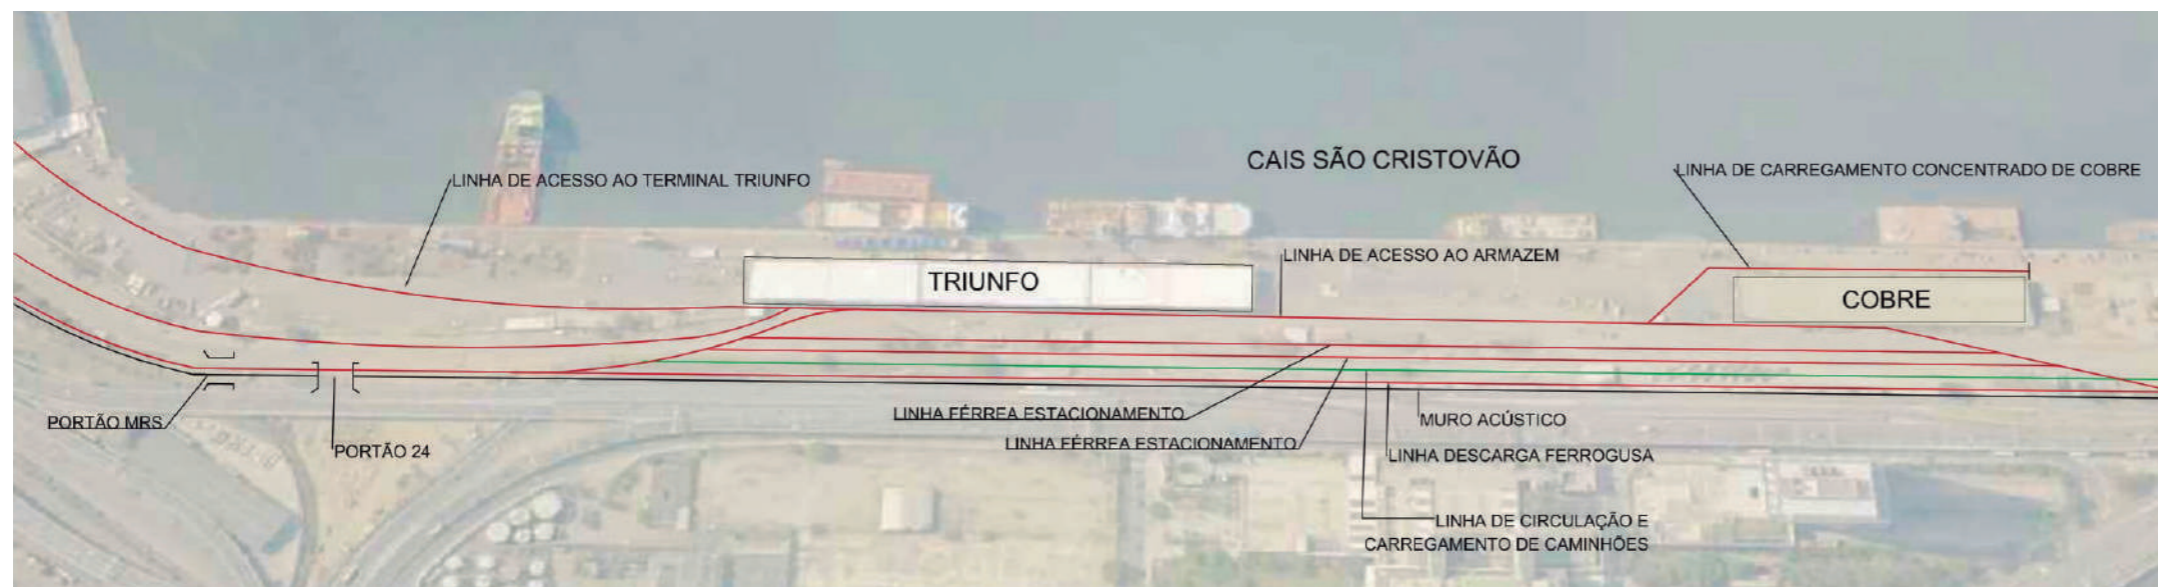 CAIS SÃO CRISTOVÃO
LINHA DE CARREGAMENTO CONCENTRADO DE COBRE
LINHA DE ACESSO AO TERMINAL TRIUNFO
LINHA DE ACESSO AO ARMAZEM
TRIUNFO
COBRE
LINHA FÉRREA ESTACIONAMENTO
PORTÃO MRS
MURO ACÚSTICO
LINHA FÉRREA ESTACIONAMENTO
PORTÃO 24
LINHA DESCARGA FERROGUSA
LINHA DE CIRCULAÇÃO E
CARREGAMENTO DE CAMINHÕES